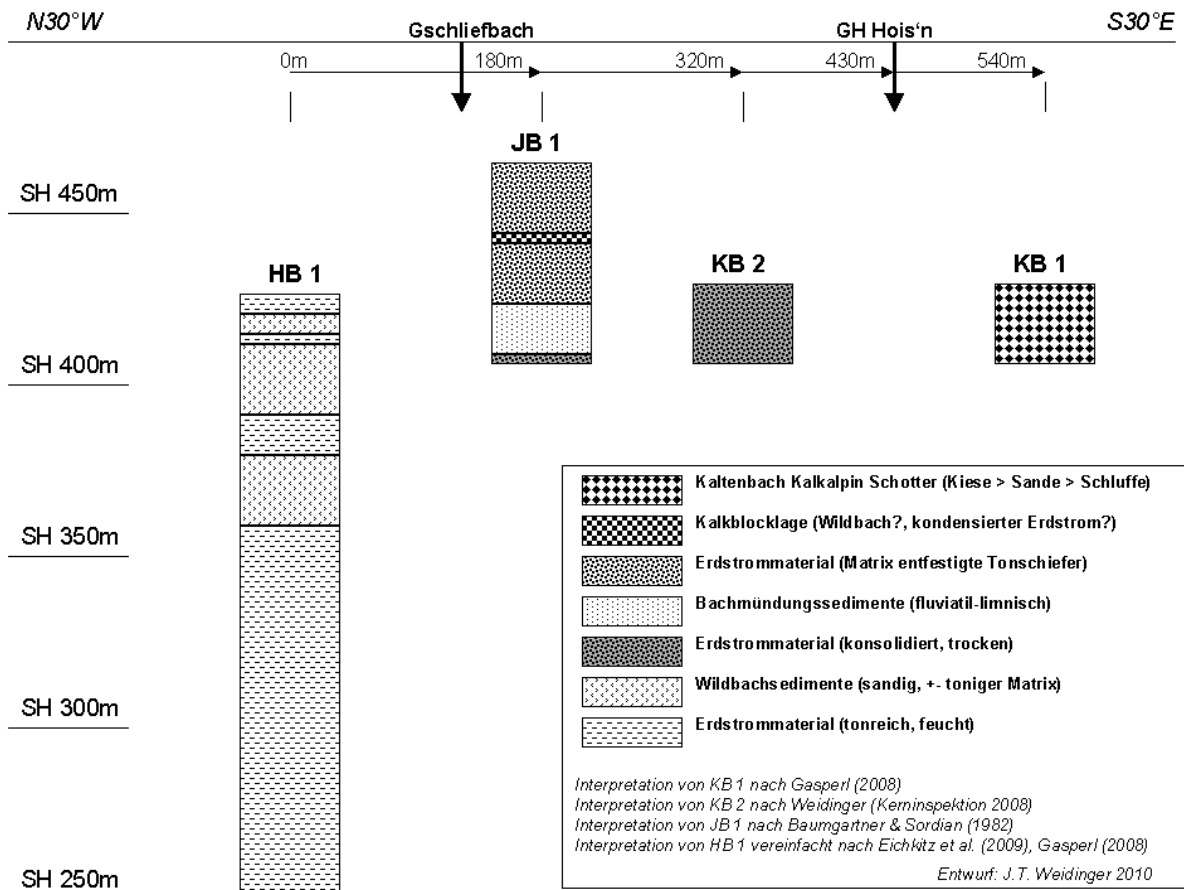 N30°W
S30°E
Gschliefbach
GH Hois‘n
0m
180m
320m
430m
540m
JB 1
SH 450m
HB 1
KB 2
KB 1
SH 400m
SH 350m
SH 300m
SH 250m
Kaltenbach Kalkalpin Schotter (Kiese > Sande > Schluffe)
Kalkblocklage (Wildbach?, kondensierter Erdstrom?)
Erdstrommaterial (Matrix entfestigte Tonschiefer)
Bachmündungssedimente (fluviatil-limnisch)
Erdstrommaterial (konsolidiert, trocken)
Wildbachsedimente (sandig, +- toniger Matrix)
Erdstrommaterial (tonreich, feucht)
Interpretation von KB 1 nach Gasperl (2008)
Interpretation von KB 2 nach Weidinger (Kerninspektion 2008)
Interpretation von JB 1 nach Baumgartner & Sordian (1982)
Interpretation von HB 1 vereinfacht nach Eichkitz et al. (2009), Gasperl (2008)
Entwurf: J.T. Weidinger 2010